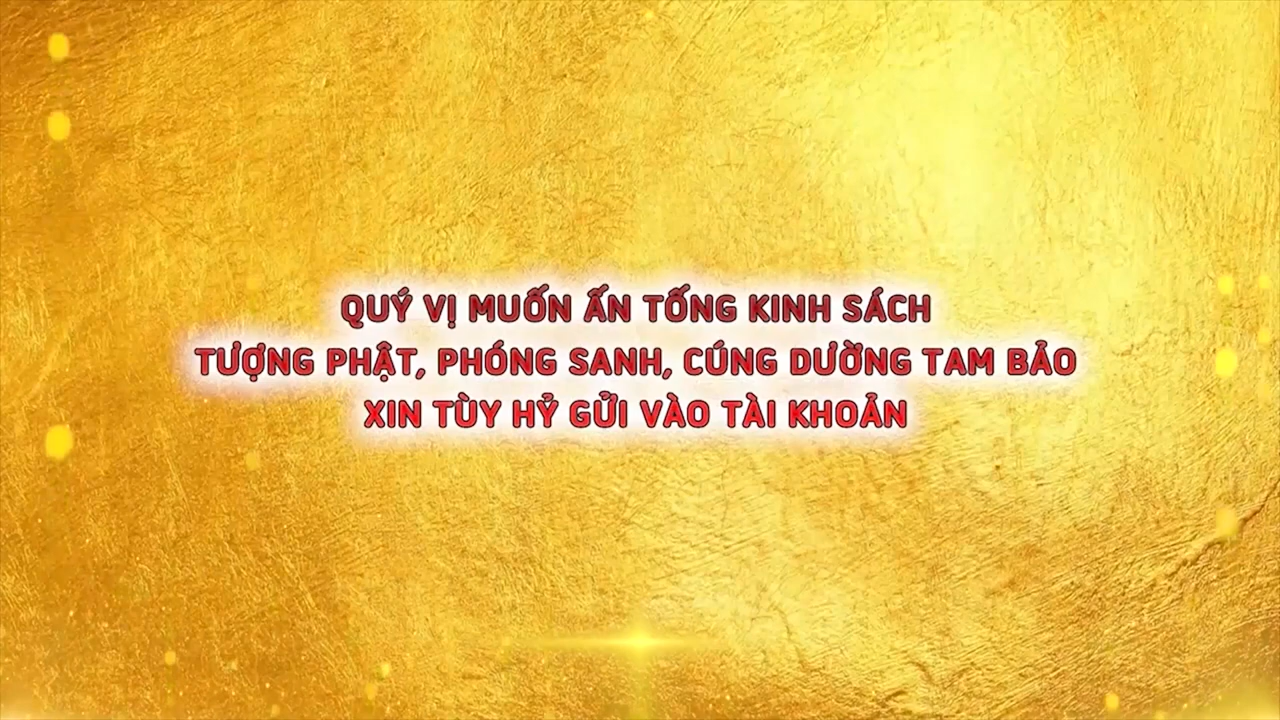 QUÝ VỊ MUỐN ẤN TỐNG KINH SÁCH
TƯỢNG PHẬT, PHÓNG SANH, CÚNG DƯỜNG TAM BẢO
XIN TÙY HỶ GỬI VÀO TÀI KHOẢN